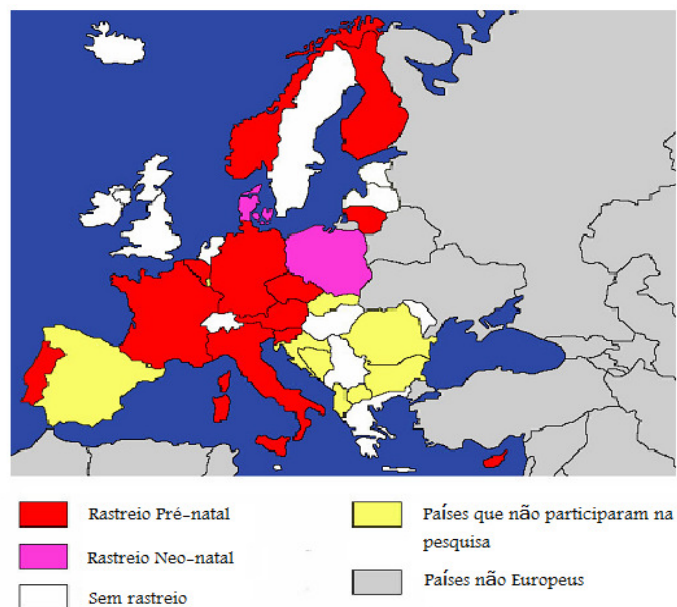 Rastreio Pré-natal
Rastreio Neo-natal
Sem rastreio
Países que não participaram na
pesquisa
Países não Europeus